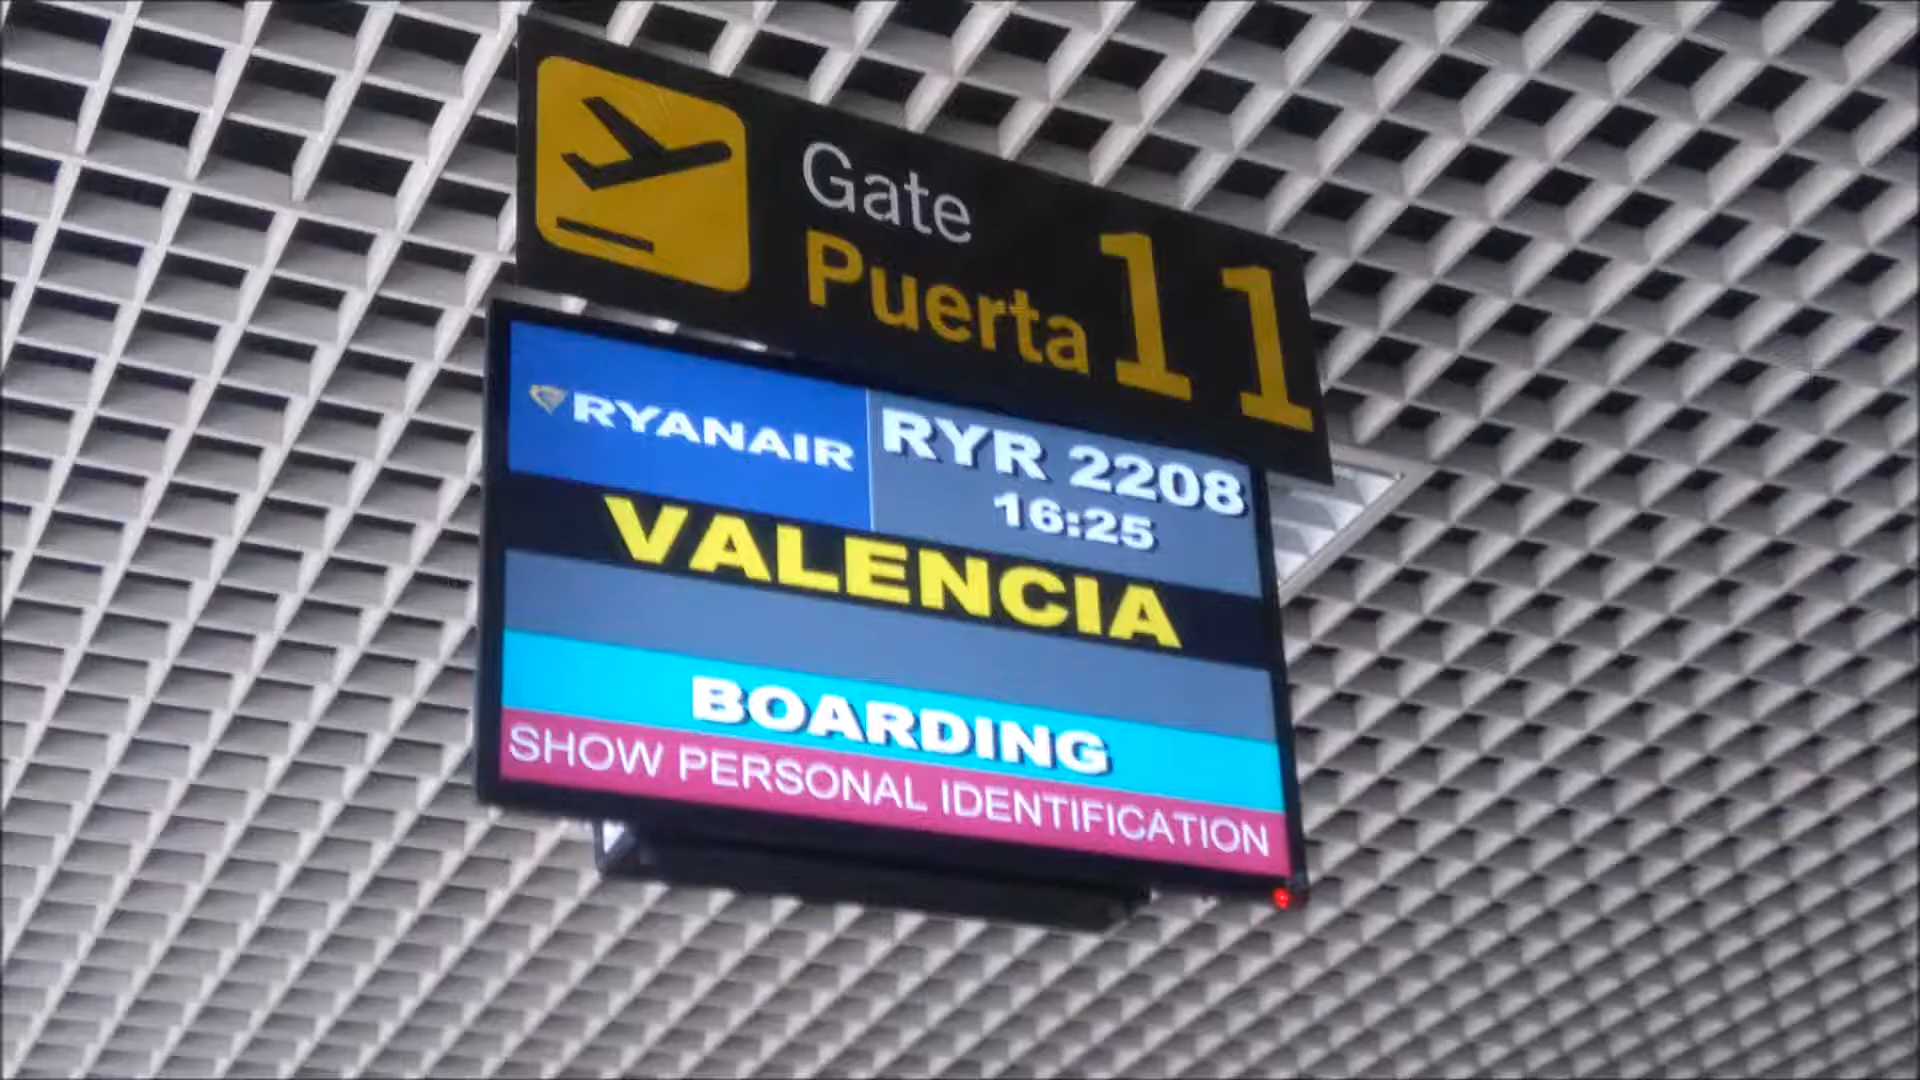 Gate
Puerta 11
RYANAIR
RYR 2208
16:25
VALENCIA
BOARDING
SHOW PERSONAL IDENTIFICATION